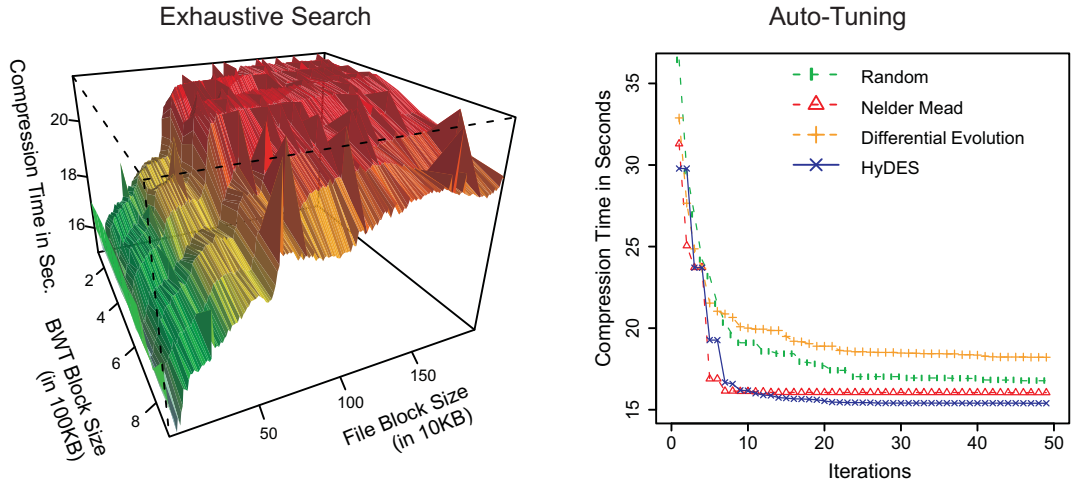 Exhaustive Search
Compression Time in Sec.
20
18
16
2
4
6
8
BWT Block Size
(in 100KB)
50
100
150
File Block Size
(in 10KB)
Auto-Tuning
Compression Time in Seconds
35
30
25
20
15
Random
Nelder Mead
Differential Evolution
HyDES
0 10 20 30 40 50
Iterations